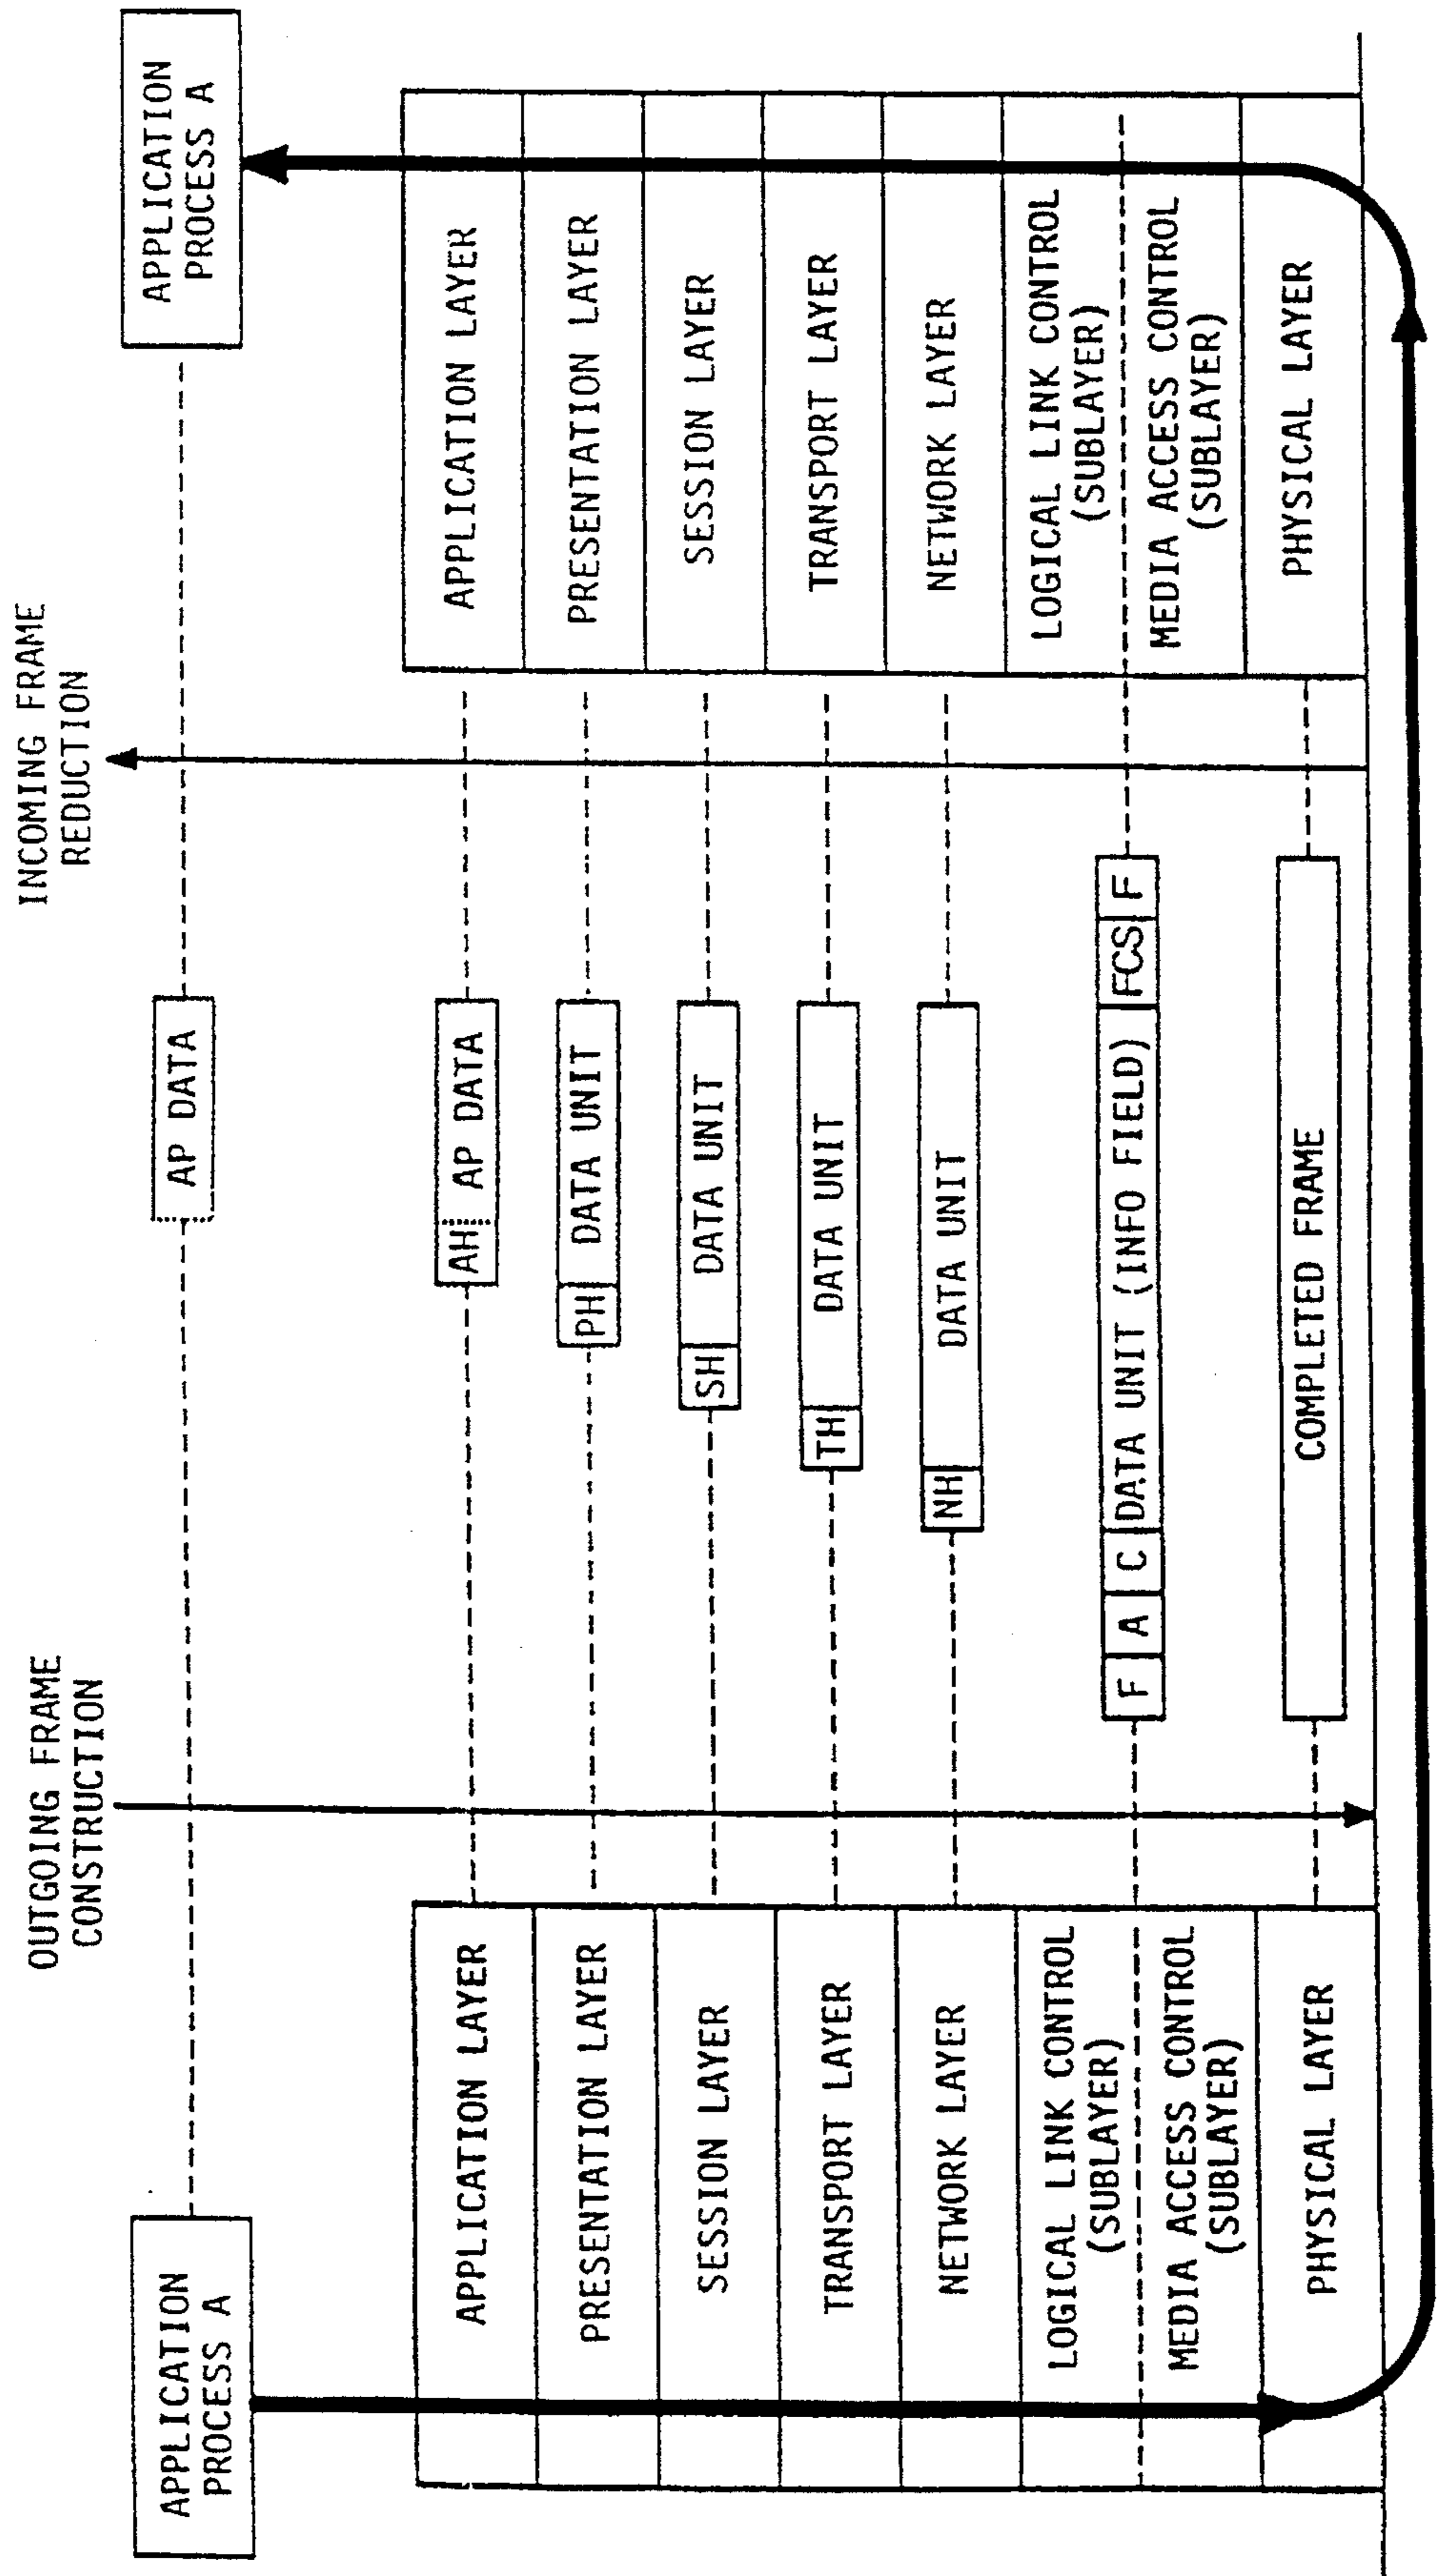 OUTGOING FRAME
CONSTRUCTION
INCOMING FRAME
REDUCTION
APPLICATION
PROCESS A
AP DATA
APPLICATION
PROCESS A
APPLICATION LAYER
AH AP DATA
APPLICATION LAYER
PRESENTATION LAYER
PH DATA UNIT
PRESENTATION LAYER
SESSION LAYER
SH DATA UNIT
SESSION LAYER
TRANSPORT LAYER
TH DATA UNIT
TRANSPORT LAYER
NETWORK LAYER
NH DATA UNIT
NETWORK LAYER
LOGICAL LINK CONTROL
(SUBLAYER)
F A C DATA UNIT (INFO FIELD) FCS F
LOGICAL LINK CONTROL
(SUBLAYER)
MEDIA ACCESS CONTROL
(SUBLAYER)
MEDIA ACCESS CONTROL
(SUBLAYER)
PHYSICAL LAYER
COMPLETED FRAME
PHYSICAL LAYER